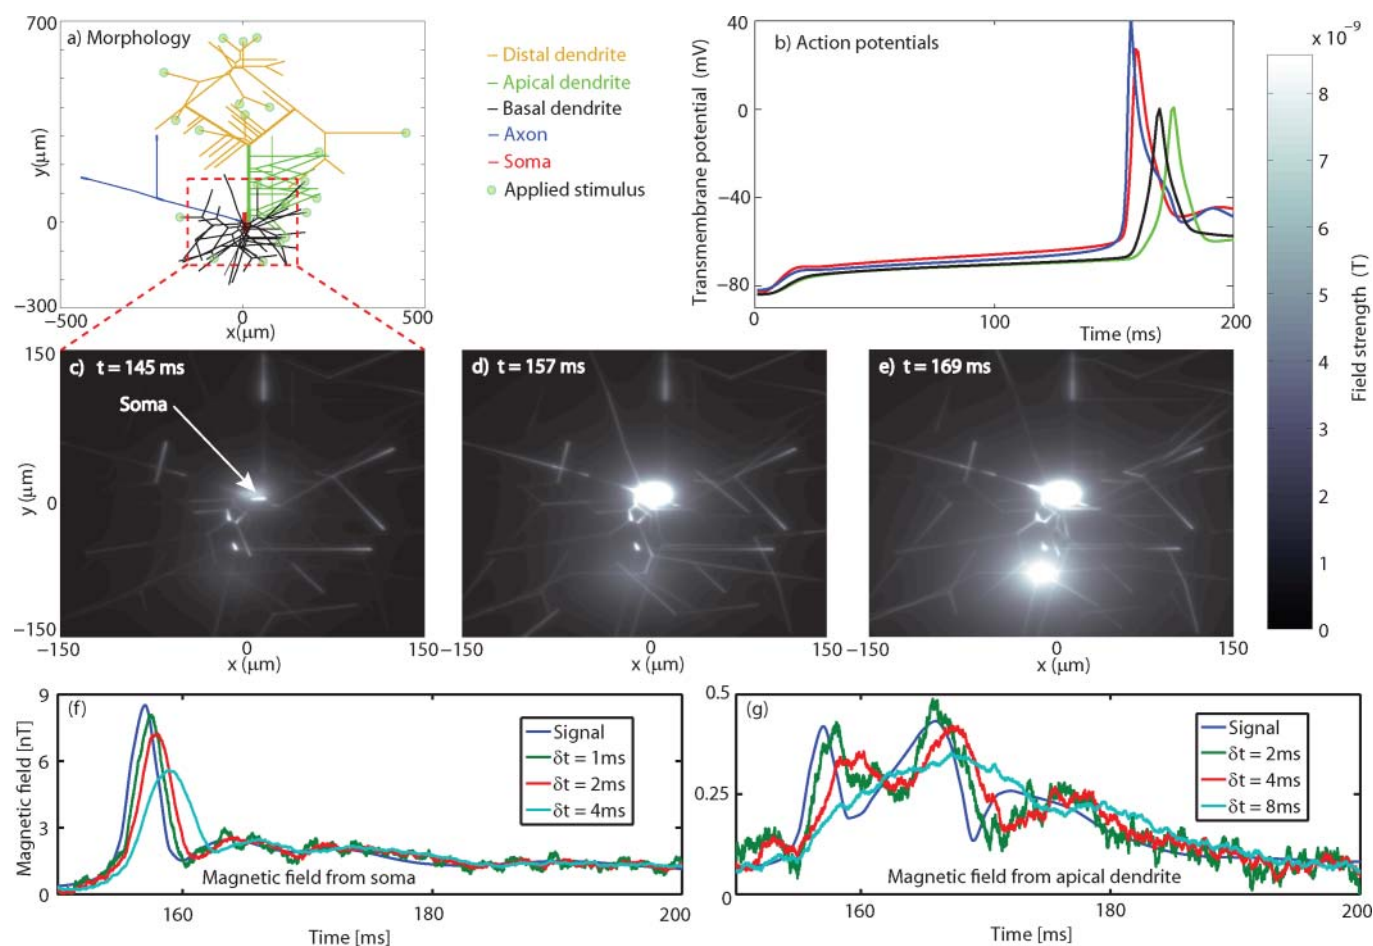 a) Morphology
700
0
−300
y(μm)
−500
0
500
x(μm)
– Distal dendrite
– Apical dendrite
– Basal dendrite
– Axon
– Soma
Applied stimulus
b) Action potentials
Transmembrane potential (mV)
40
0
−40
−80
0
100
200
Time (ms)
x 10⁻⁹
8
7
6
5
4
3
2
1
0
Field strength (T)
c) t = 145 ms
Soma
150
0
−150
y (μm)
−150
0
150
x (μm)
d) t = 157 ms
−150
0
150
x (μm)
e) t = 169 ms
−150
0
150
x (μm)
(f)
Magnetic field [nT]
9
6
3
0
Signal
δt = 1ms
δt = 2ms
δt = 4ms
Magnetic field from soma
160
180
200
Time [ms]
(g)
0.5
0.25
0
Signal
δt = 2ms
δt = 4ms
δt = 8ms
Magnetic field from apical dendrite
160
180
200
Time [ms]